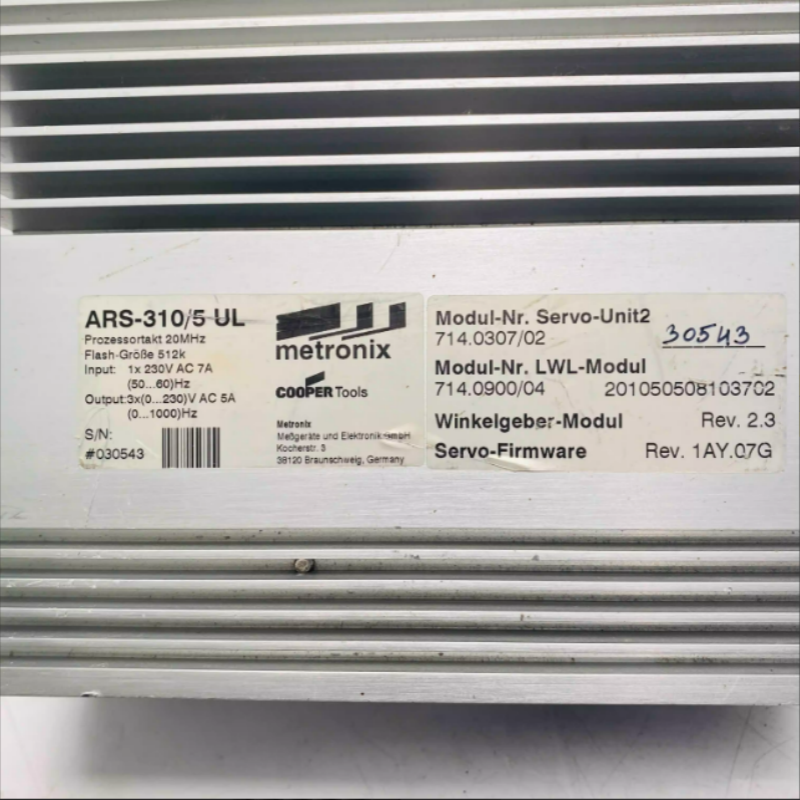 ARS-310/5 UL
Prozessortakt 20MHz
Flash-Größe 512k
Input: 1x 230V AC 7A
(50...60)Hz
Output:3x(0...230)V AC 5A
(0...1000)Hz
S/N:
#030543
metronix
COOPER Tools
Metronix
Meßgeräte und Elektronik GmbH
Kocherstr. 3
38120 Braunschweig, Germany
Modul-Nr. Servo-Unit2
714.0307/02 30543
Modul-Nr. LWL-Modul
714.0900/04 201050508103702
Winkelgeber-Modul Rev. 2.3
Servo-Firmware Rev. 1AY.07G